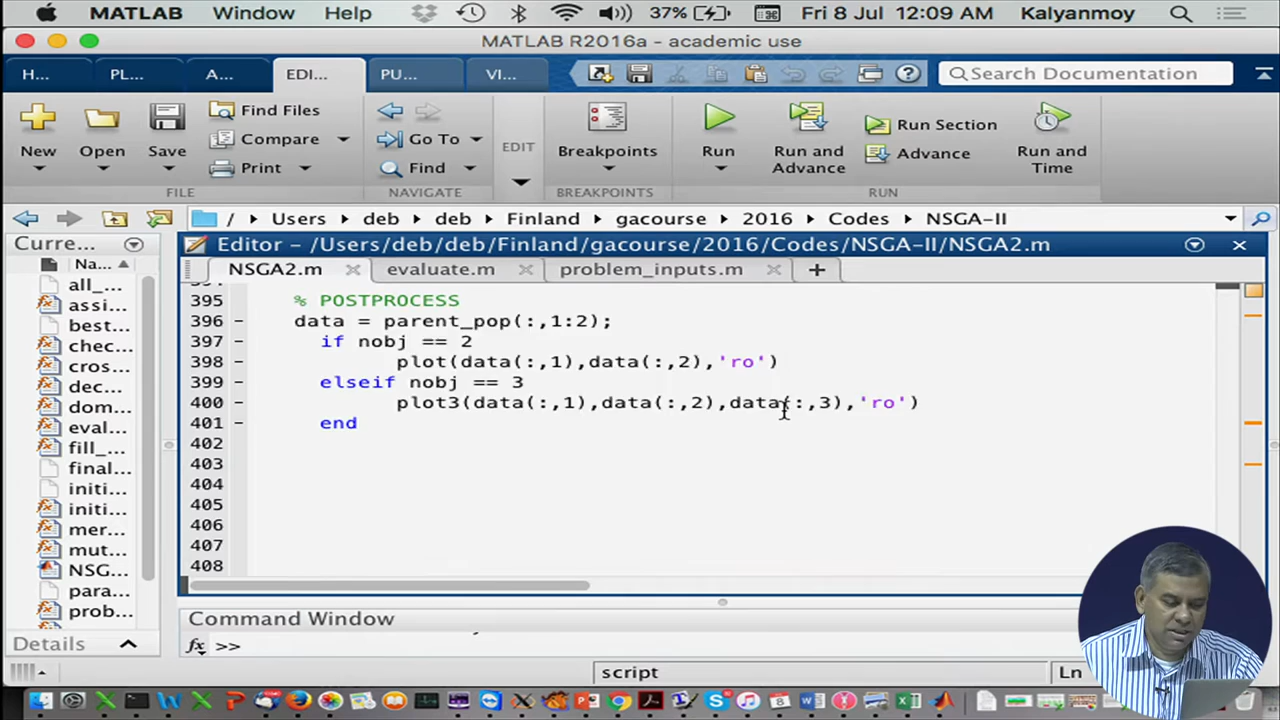 MATLAB Window Help 37% Fri 8 Jul 12:09 AM Kalyanmoy
MATLAB R2016a - academic use
H... PL... A... EDI... PU... VI... Search Documentation
New Open Save Find Files Compare Print
FILE
Go To Find
NAVIGATE
EDIT
Breakpoints
BREAKPOINTS
Run Run and Advance Run Section Advance Run and Time
RUN
/ Users deb deb Finland gacourse 2016 Codes NSGA-II
Curre...
Na...
all_...
assi...
best...
chec...
cros...
dec...
dom...
eval...
fill_...
final...
initi...
initi...
mer...
mut...
NSG...
para...
prob...
Details
Editor - /Users/deb/deb/Finland/gacourse/2016/Codes/NSGA-II/NSGA2.m
NSGA2.m evaluate.m problem_inputs.m
395 % POSTPROCESS
396 - data = parent_pop(:,1:2);
397 - if nobj == 2
398 - plot(data(:,1),data(:,2),'ro')
399 - elseif nobj == 3
400 - plot3(data(:,1),data(:,2),data(:,3),'ro')
401 - end
402
403
404
405
406
407
408
Command Window
fx >>
script Ln